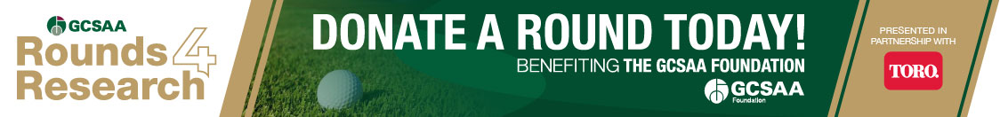 GCSAA
Rounds 4
Research
DONATE A ROUND TODAY!
BENEFITING THE GCSAA FOUNDATION
GCSAA
Foundation
PRESENTED IN
PARTNERSHIP WITH
TORO